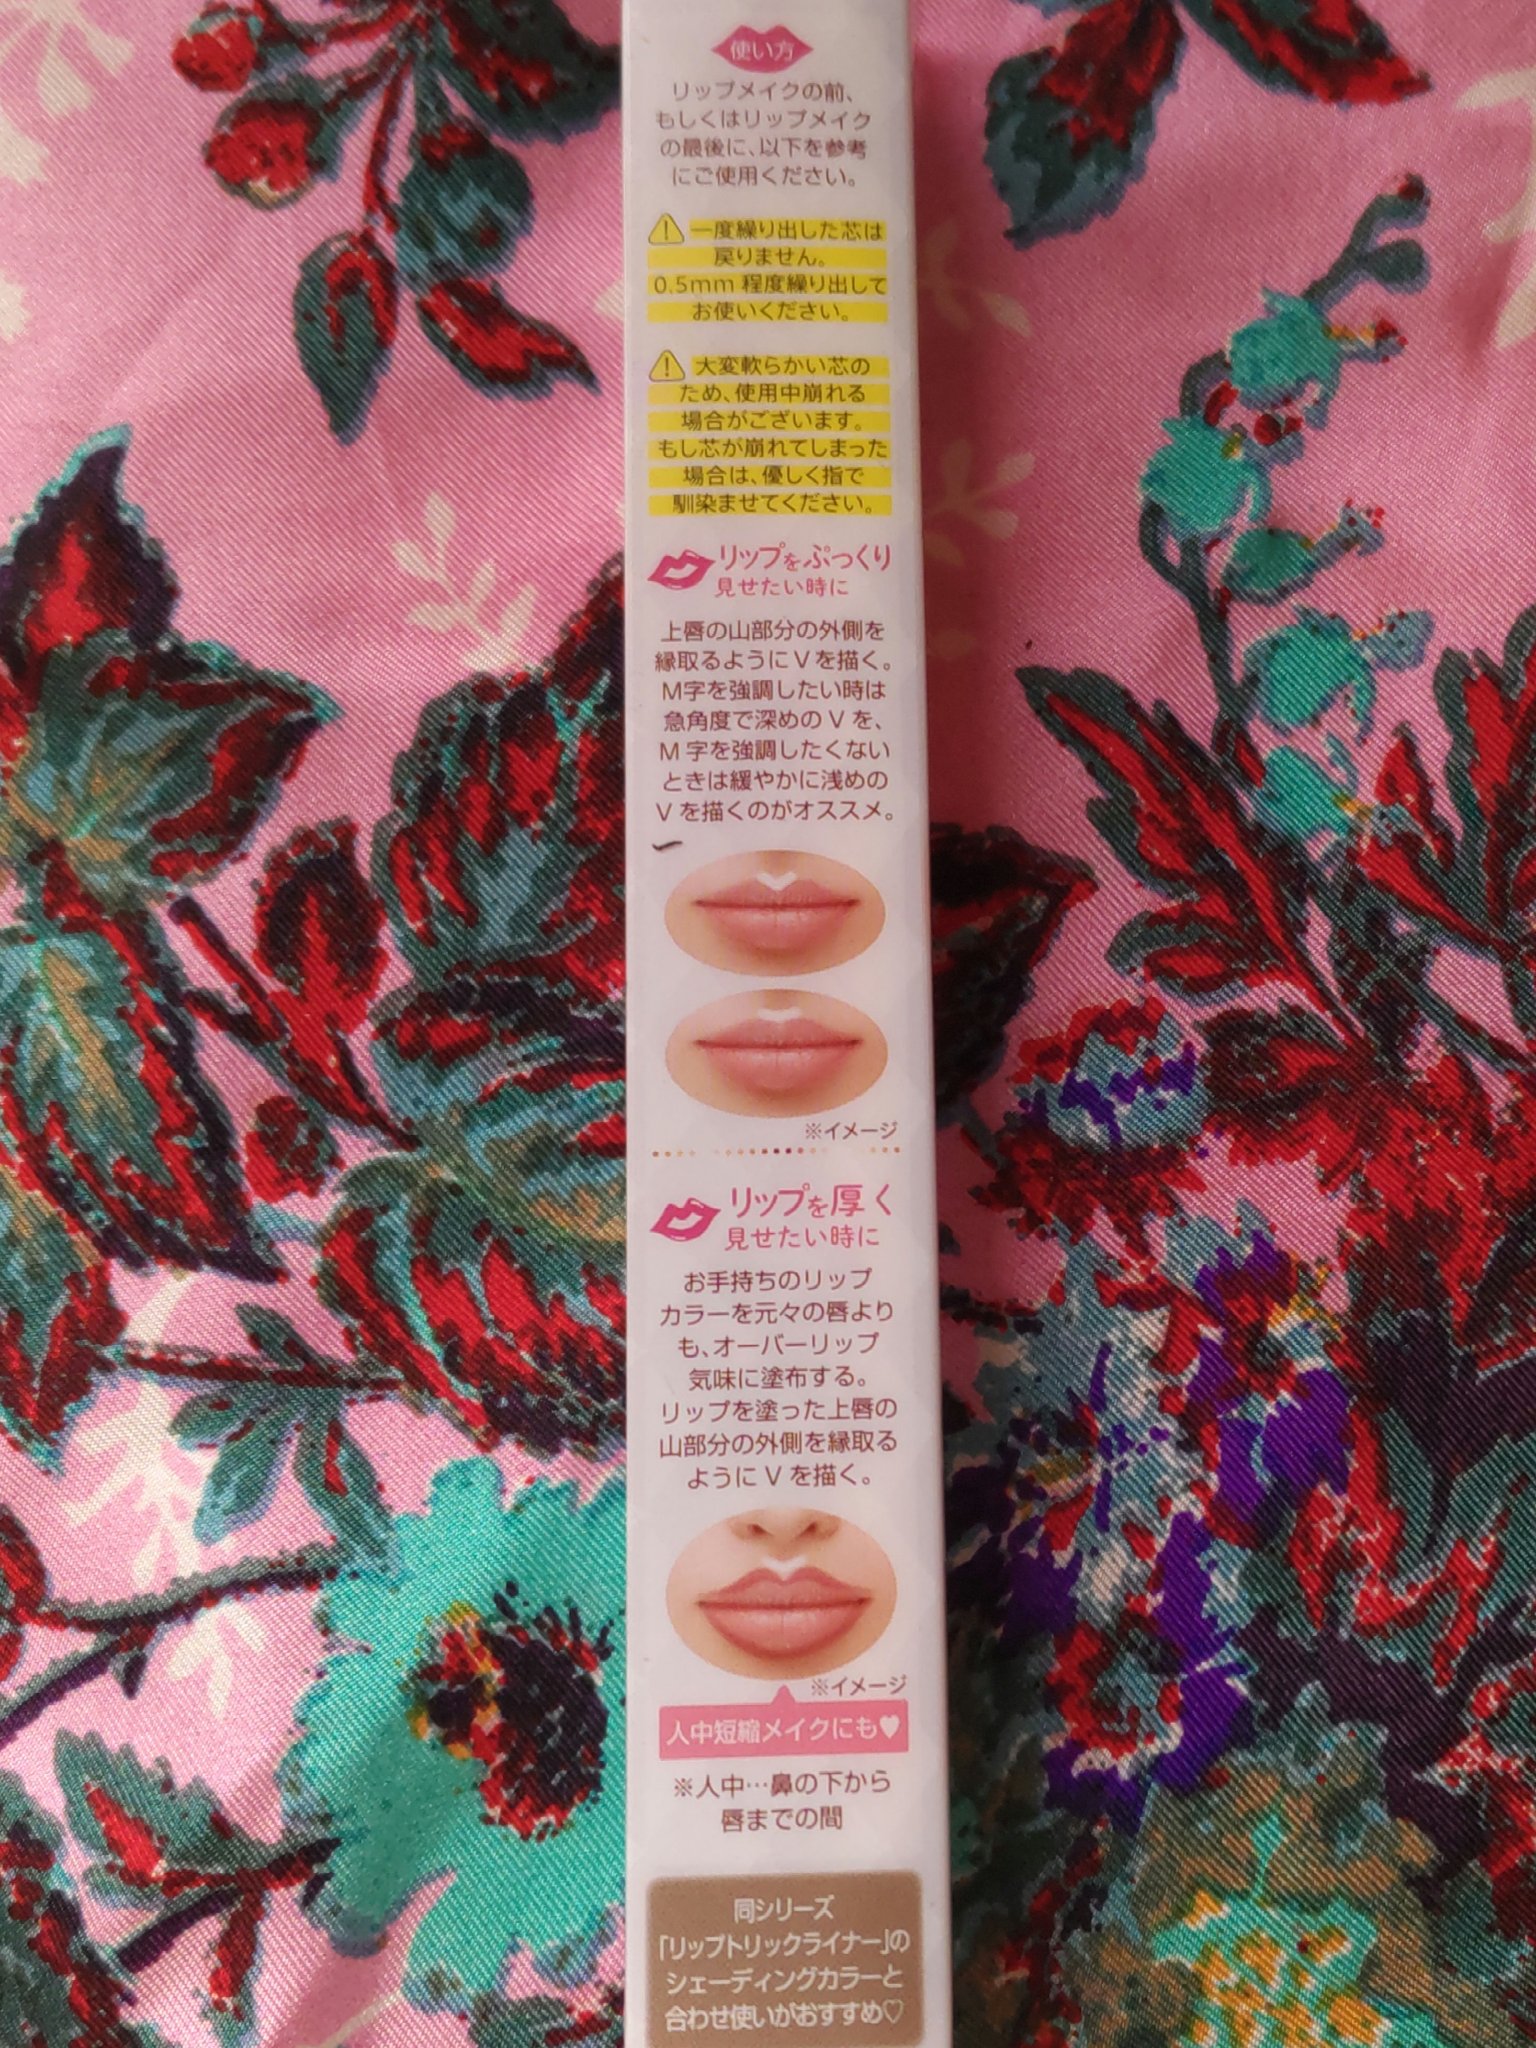 使い方
リップメイクの前、
もしくはリップメイク
の最後に、以下を参考
にご使用ください。
一度繰り出した芯は
戻りません。
0.5mm 程度繰り出して
お使いください。
大変軟らかい芯の
ため、使用中崩れる
場合がございます。
もし芯が崩れてしまった
場合は、優しく指で
馴染ませてください。
リップをぷっくり
見せたい時に
上唇の山部分の外側を
縁取るように V を描く。
M字を強調したい時は
急角度で深めの V を、
M 字を強調したくない
ときは緩やかに浅めの
V を描くのがオススメ。
※イメージ
リップを厚く
見せたい時に
お手持ちのリップ
カラーを元々の唇より
も、オーバーリップ
気味に塗布する。
リップを塗った上唇の
山部分の外側を縁取る
ように V を描く。
※イメージ
人中短縮メイクにも♥
※人中…鼻の下から
唇までの間
同シリーズ
「リップトリックライナー」の
シェーディングカラーと
合わせ使いがおすすめ♡